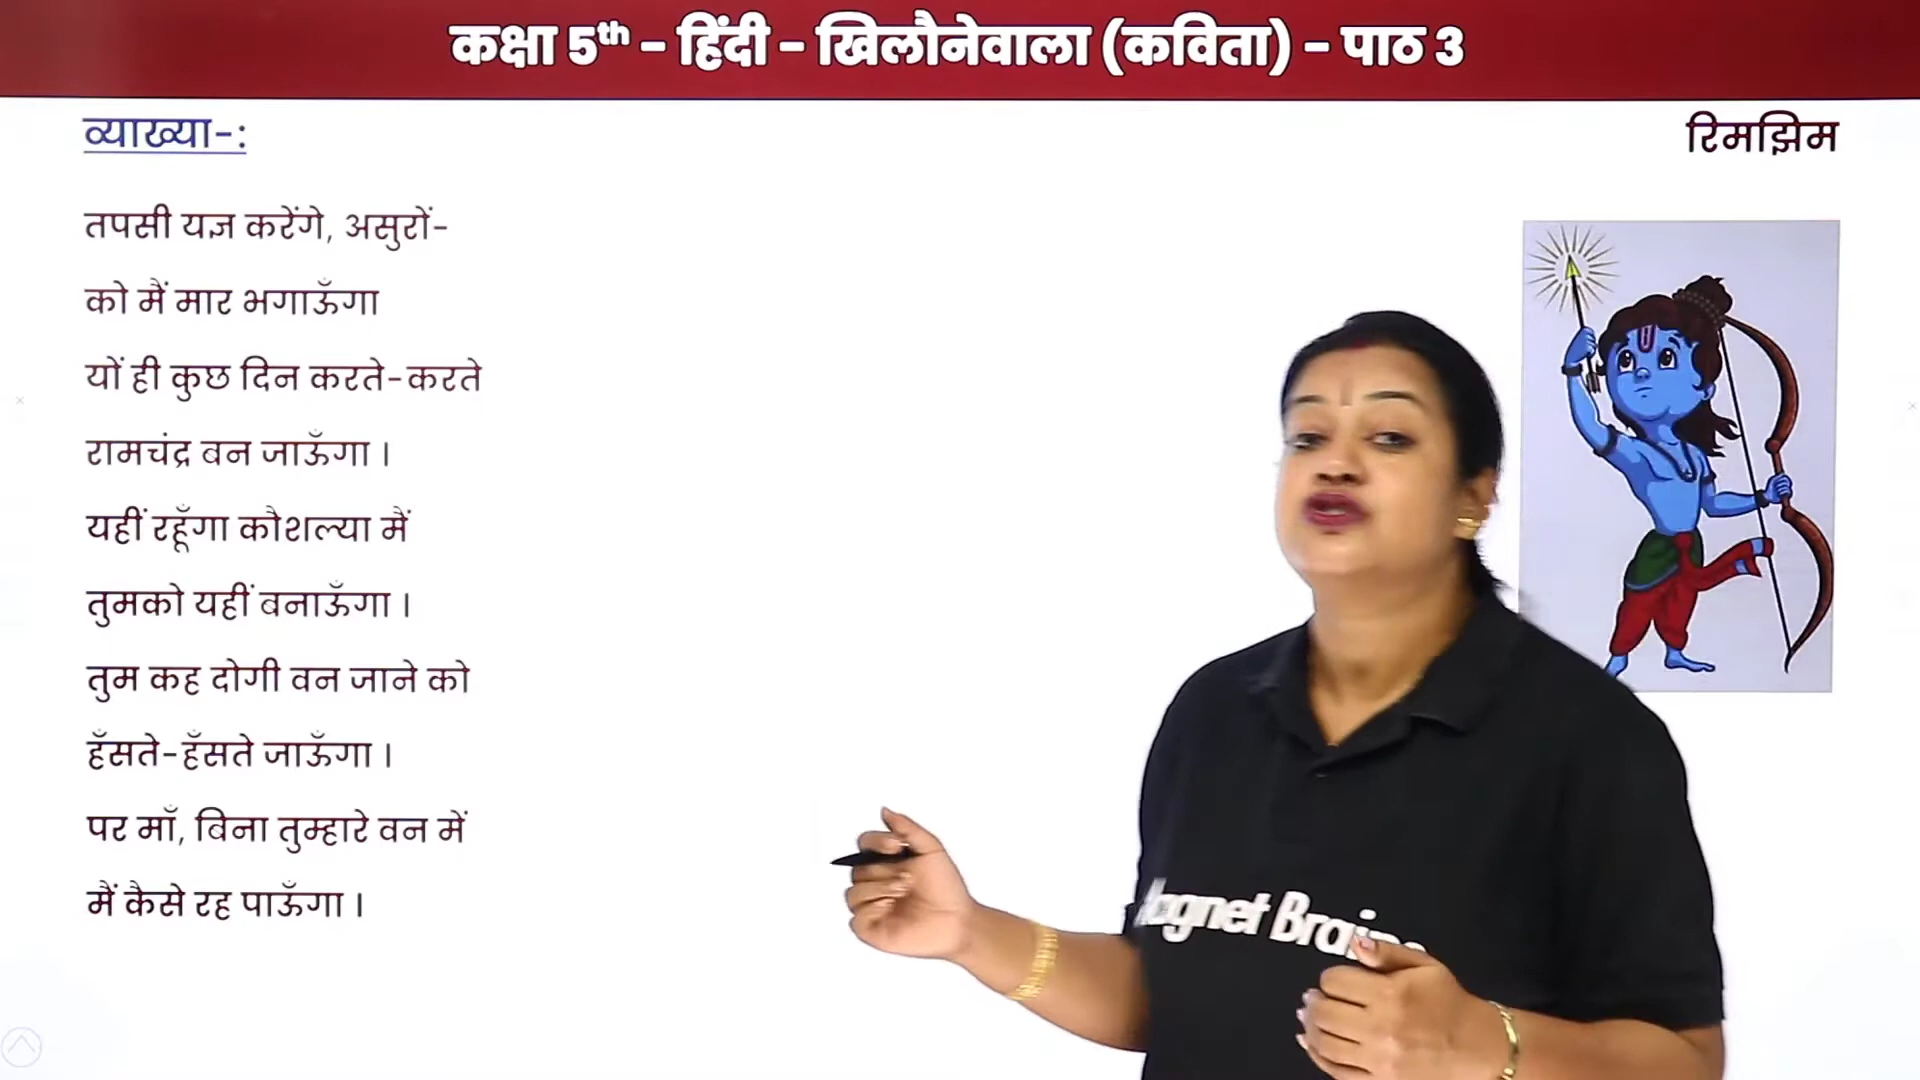 कक्षा 5th - हिंदी - खिलौनेवाला (कविता) - पाठ 3
व्याख्या-:
रिमझिम
तपसी यज्ञ करेंगे, असुरों-
को मैं मार भगाऊँगा
यों ही कुछ दिन करते-करते
रामचंद्र बन जाऊँगा ।
यहीं रहूँगा कौशल्या मैं
तुमको यहीं बनाऊँगा ।
तुम कह दोगी वन जाने को
हँसते-हँसते जाऊँगा ।
पर माँ, बिना तुम्हारे वन में
मैं कैसे रह पाऊँगा ।